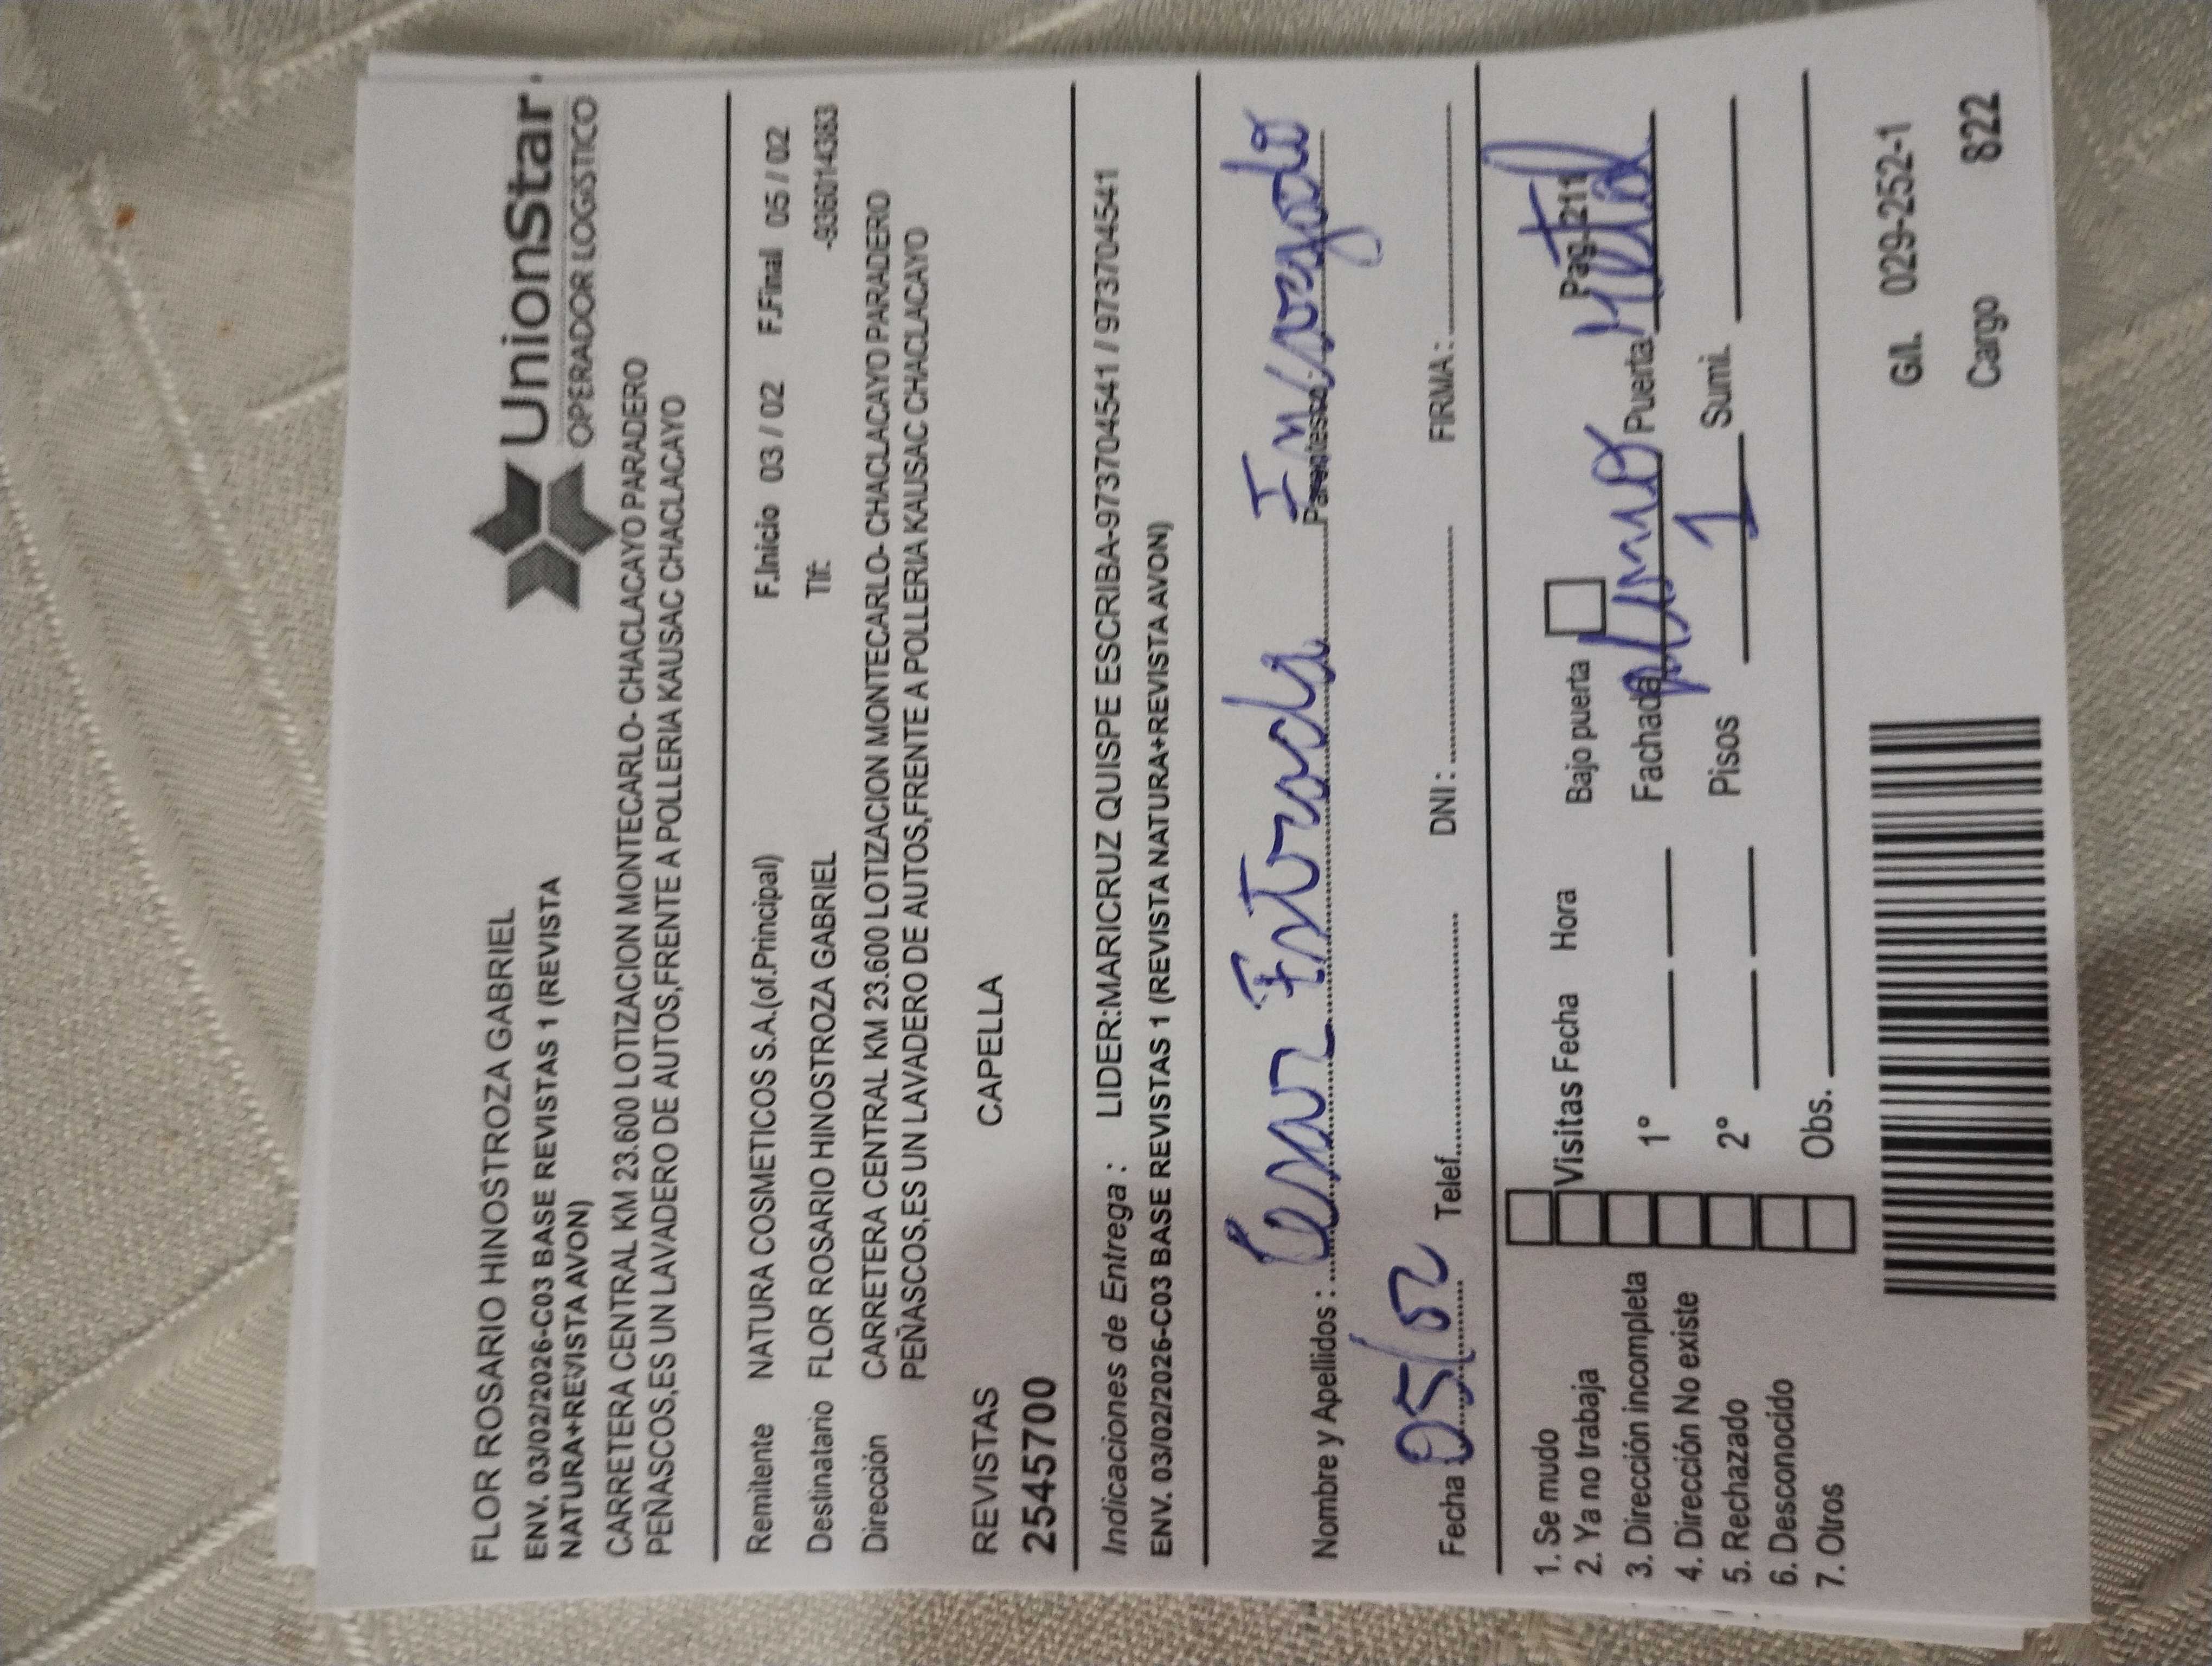 UnionStar
OPERADOR LOGISTICO
FLOR ROSARIO HINOSTROZA GABRIEL
ENV. 03/02/2026-C03 BASE REVISTAS 1 (REVISTA
NATURA+REVISTA AVON)
CARRETERA CENTRAL KM 23.600 LOTIZACION MONTECARLO- CHACLACAYO PARADERO
PEÑASCOS,ES UN LAVADERO DE AUTOS,FRENTE A POLLERIA KAUSAC CHACLACAYO
Remitente NATURA COSMETICOS S.A.(of.Principal) F.Inicio 03 / 02 F.Final 05 / 02
Destinatario FLOR ROSARIO HINOSTROZA GABRIEL Tlf: -936014
Dirección CARRETERA CENTRAL KM 23.600 LOTIZACION MONTECARLO- CHACLACAYO PARADERO
PEÑASCOS,ES UN LAVADERO DE AUTOS,FRENTE A POLLERIA KAUSAC CHACLACAYO
REVISTAS CAPELLA
2545700
Indicaciones de Entrega : LIDER:MARICRUZ QUISPE ESCRIBA-973704541 / 973704541
ENV. 03/02/2026-C03 BASE REVISTAS 1 (REVISTA NATURA+REVISTA AVON)
Nombre y Apellidos : Cesar Estrada Parentesco : Encargado
Fecha : 05/02 Telef. DNI : FIRMA :
1. Se mudo
2. Ya no trabaja Visitas Fecha Hora Bajo puerta Pag-211
3. Dirección incompleta 1° Fachada Puerta Metal
4. Dirección No existe
5. Rechazado 2° Pisos 1 Sumi.
6. Desconocido
7. Otros Obs.
G/L 029-252-1
Cargo 822